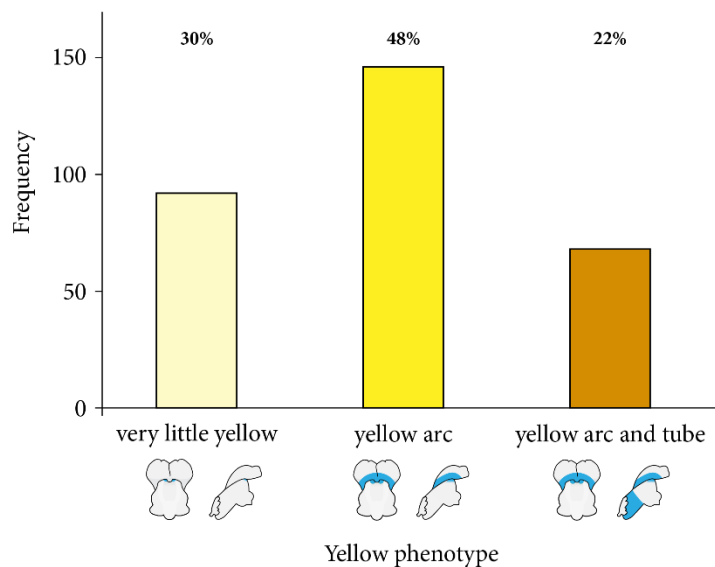 30% 48% 22%
150
100
50
0
Frequency
very little yellow yellow arc yellow arc and tube
Yellow phenotype